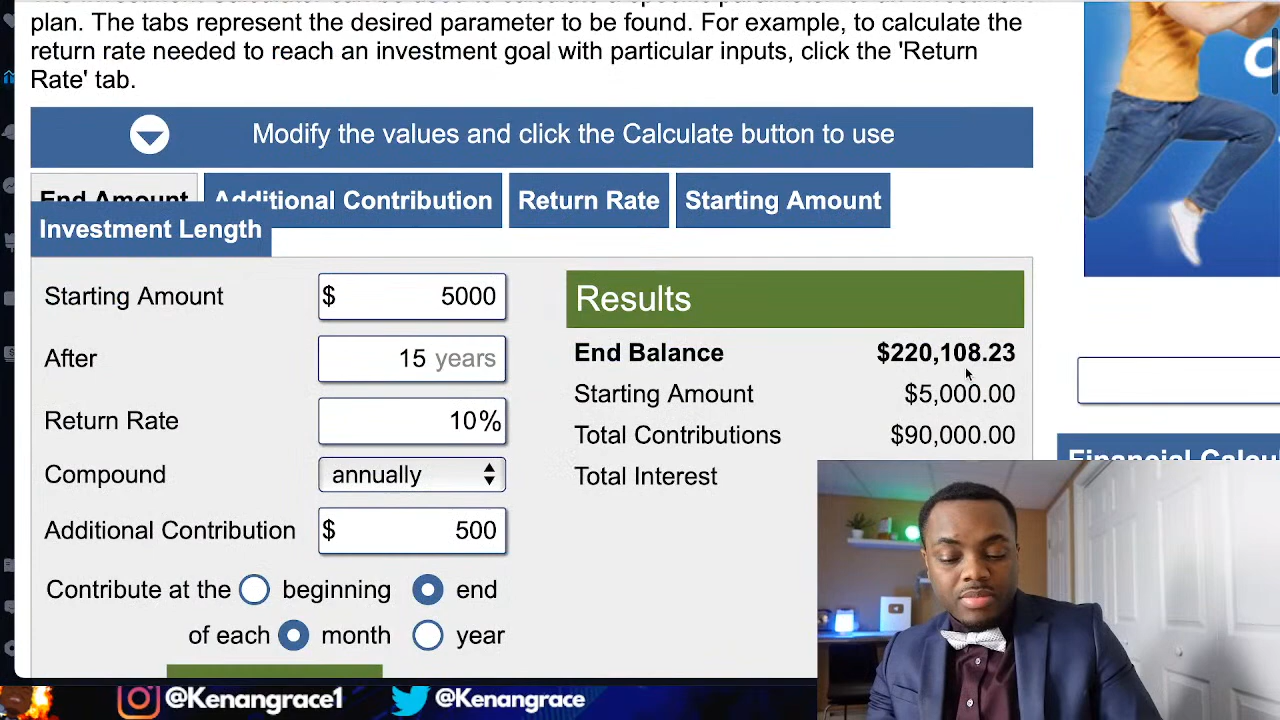 plan. The tabs represent the desired parameter to be found. For example, to calculate the
return rate needed to reach an investment goal with particular inputs, click the 'Return
Rate' tab.
Modify the values and click the Calculate button to use
End Amount
Additional Contribution
Return Rate
Starting Amount
Investment Length
Starting Amount
$ 5000
After
15 years
Return Rate
10%
Compound
annually
Additional Contribution
$ 500
Contribute at the beginning end
of each month year
Results
End Balance $220,108.23
Starting Amount $5,000.00
Total Contributions $90,000.00
Total Interest
@Kenangrace1
@Kenangrace